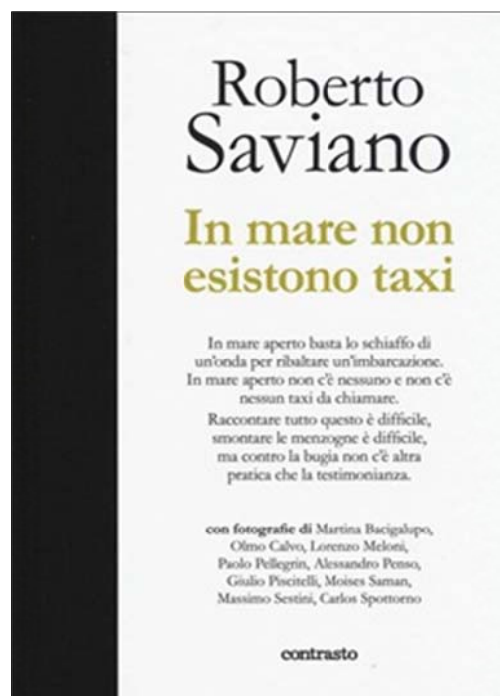 Roberto
Saviano
In mare non
esistono taxi
In mare aperto basta lo schiaffo di
un'onda per ribaltare un'imbarcazione.
In mare aperto non c'è nessuno e non c'è
nessun taxi da chiamare.
Raccontare tutto questo è difficile,
smontare le menzogne è difficile,
ma contro la bugia non c'è altra
pratica che la testimonianza.
con fotografie di Martina Bacigalupo,
Olmo Calvo, Lorenzo Meloni,
Paolo Pellegrin, Alessandro Penso,
Giulio Piscitelli, Moises Saman,
Massimo Sestini, Carlos Spottorno
contrasto